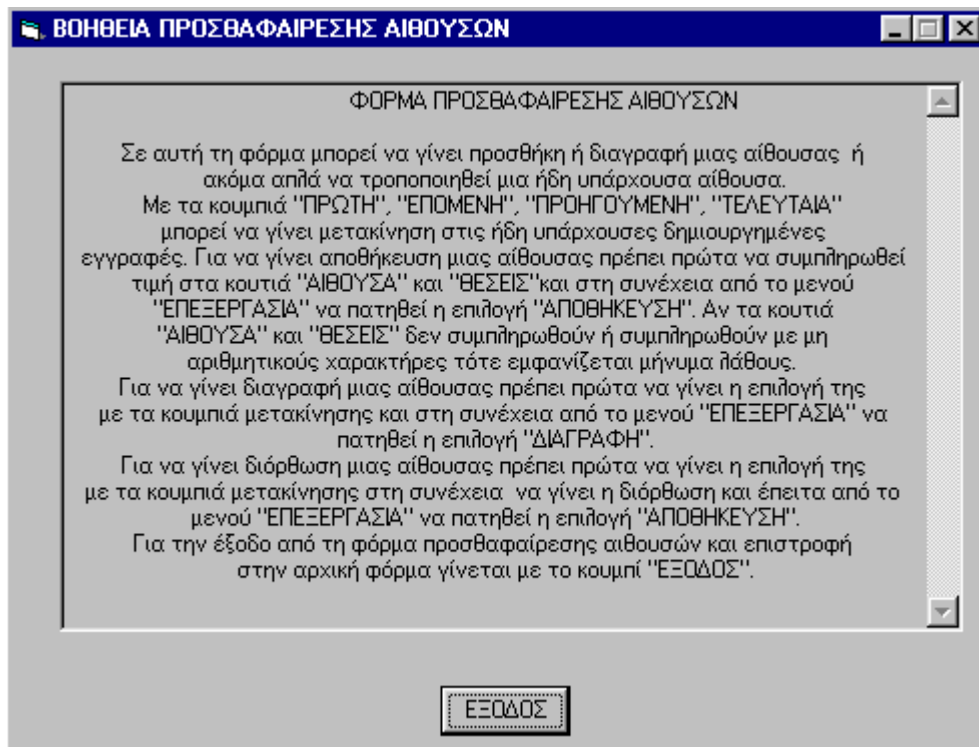 ΒΟΗΘΕΙΑ ΠΡΟΣΘΑΦΑΙΡΕΣΗΣ ΑΙΘΟΥΣΩΝ
ΦΟΡΜΑ ΠΡΟΣΘΑΦΑΙΡΕΣΗΣ ΑΙΘΟΥΣΩΝ
Σε αυτή τη φόρμα μπορεί να γίνει προσθήκη ή διαγραφή μιας αίθουσας ή
ακόμα απλά να τροποποιηθεί μια ήδη υπάρχουσα αίθουσα.
Με τα κουμπιά "ΠΡΩΤΗ", "ΕΠΟΜΕΝΗ", "ΠΡΟΗΓΟΥΜΕΝΗ", "ΤΕΛΕΥΤΑΙΑ"
μπορεί να γίνει μετακίνηση στις ήδη υπάρχουσες δημιουργημένες
εγγραφές. Για να γίνει αποθήκευση μιας αίθουσας πρέπει πρώτα να συμπληρωθεί
τιμή στα κουτιά "ΑΙΘΟΥΣΑ" και "ΘΕΣΕΙΣ"και στη συνέχεια από το μενού
"ΕΠΕΞΕΡΓΑΣΙΑ" να πατηθεί η επιλογή "ΑΠΟΘΗΚΕΥΣΗ". Αν τα κουτιά
"ΑΙΘΟΥΣΑ" και "ΘΕΣΕΙΣ" δεν συμπληρωθούν ή συμπληρωθούν με μη
αριθμητικούς χαρακτήρες τότε εμφανίζεται μήνυμα λάθους.
Για να γίνει διαγραφή μιας αίθουσας πρέπει πρώτα να γίνει η επιλογή της
με τα κουμπιά μετακίνησης και στη συνέχεια από το μενού "ΕΠΕΞΕΡΓΑΣΙΑ" να
πατηθεί η επιλογή "ΔΙΑΓΡΑΦΗ".
Για να γίνει διόρθωση μιας αίθουσας πρέπει πρώτα να γίνει η επιλογή της
με τα κουμπιά μετακίνησης στη συνέχεια να γίνει η διόρθωση και έπειτα από το
μενού "ΕΠΕΞΕΡΓΑΣΙΑ" να πατηθεί η επιλογή "ΑΠΟΘΗΚΕΥΣΗ".
Για την έξοδο από τη φόρμα προσθαφαίρεσης αιθουσών και επιστροφή
στην αρχική φόρμα γίνεται με το κουμπί "ΕΞΟΔΟΣ".
ΕΞΟΔΟΣ